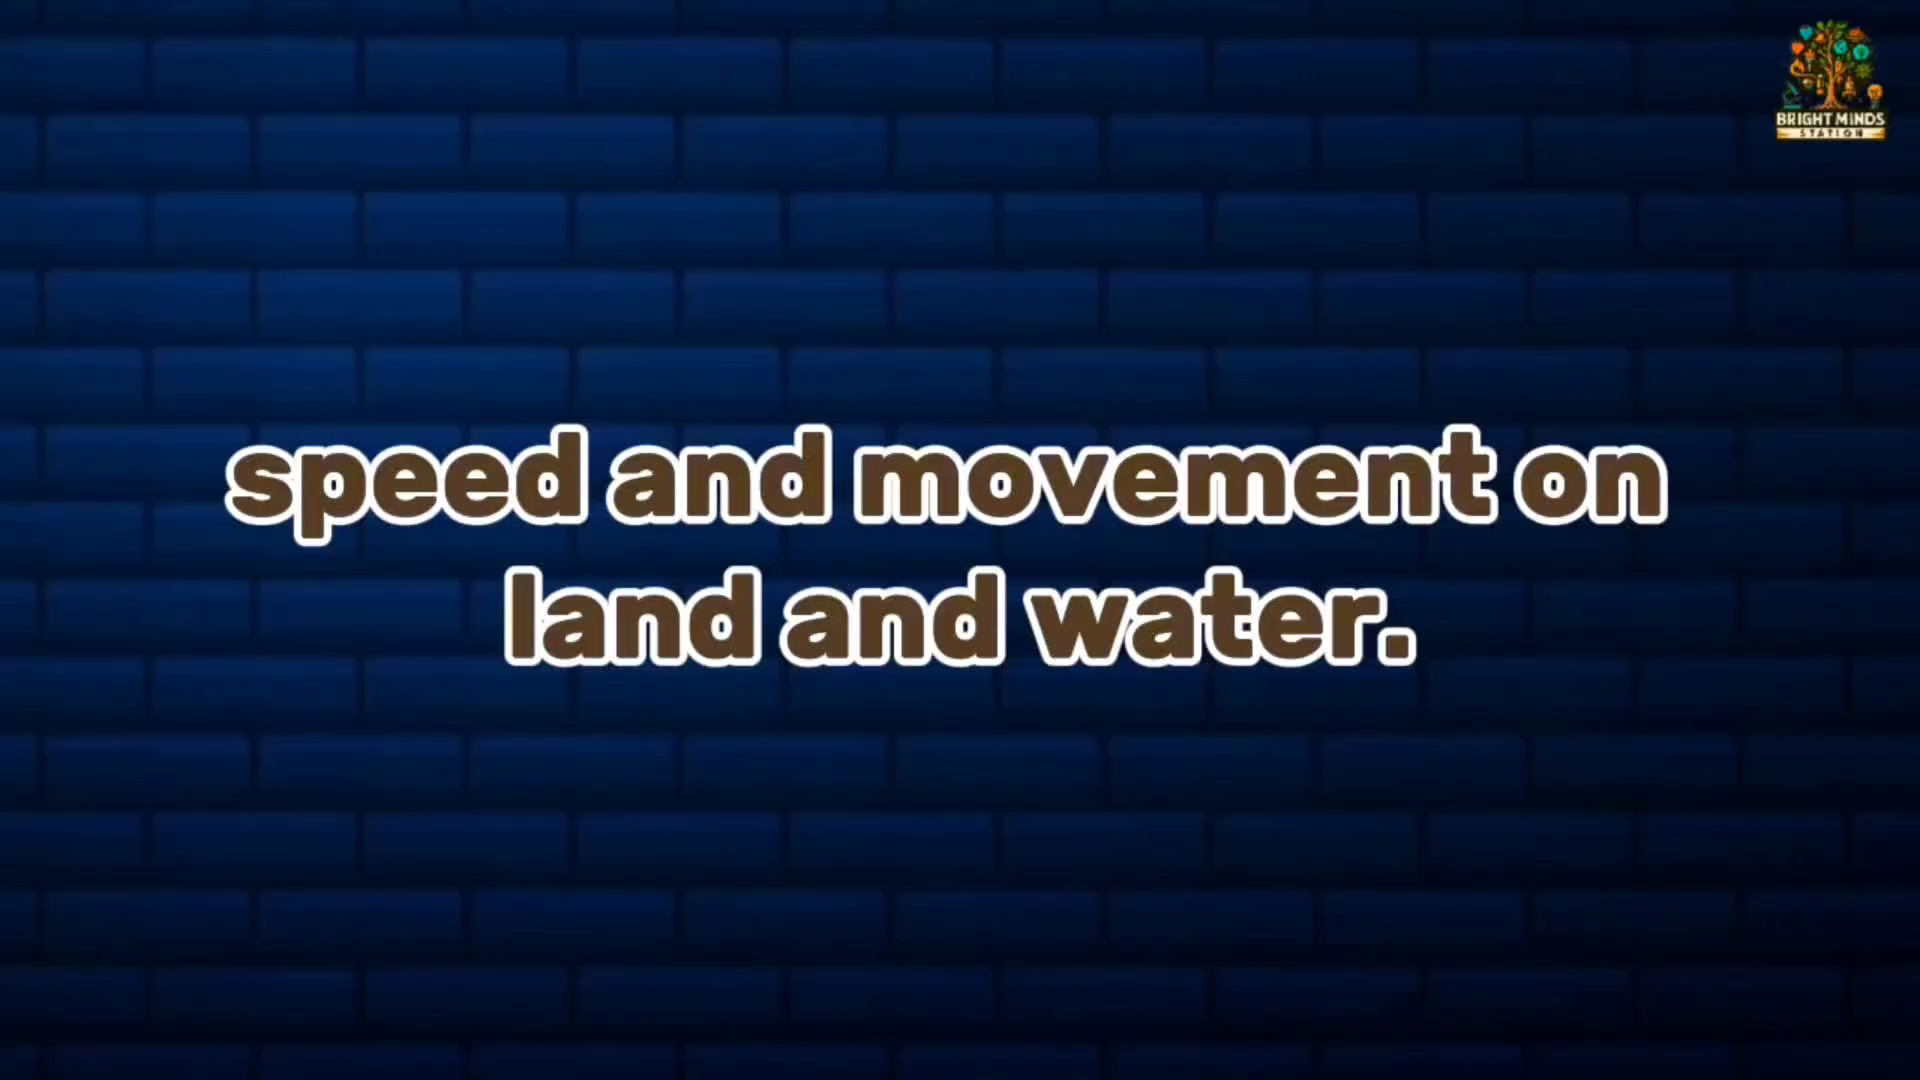 BRIGHT MINDS
STATION
speed and movement on
land and water.